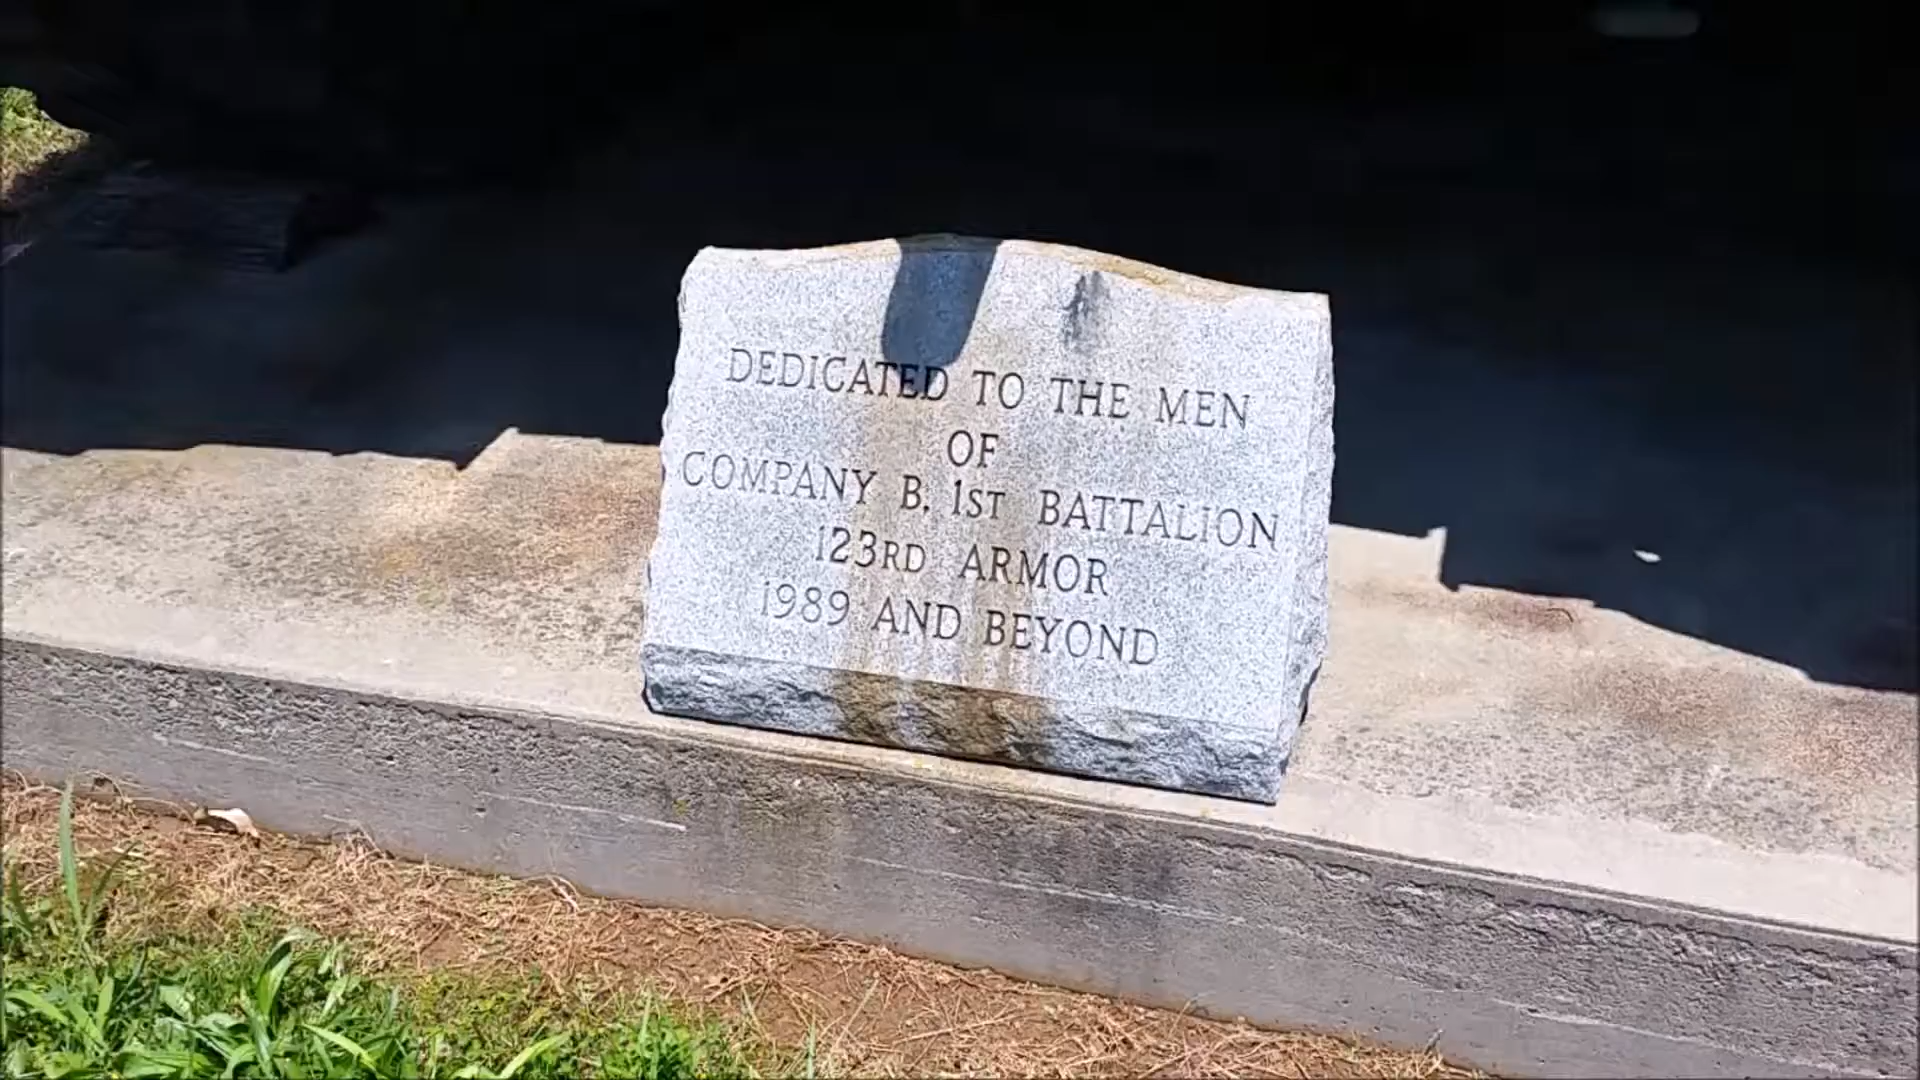 DEDICATED TO THE MEN
OF
COMPANY B, 1ST BATTALION
123RD ARMOR
1989 AND BEYOND